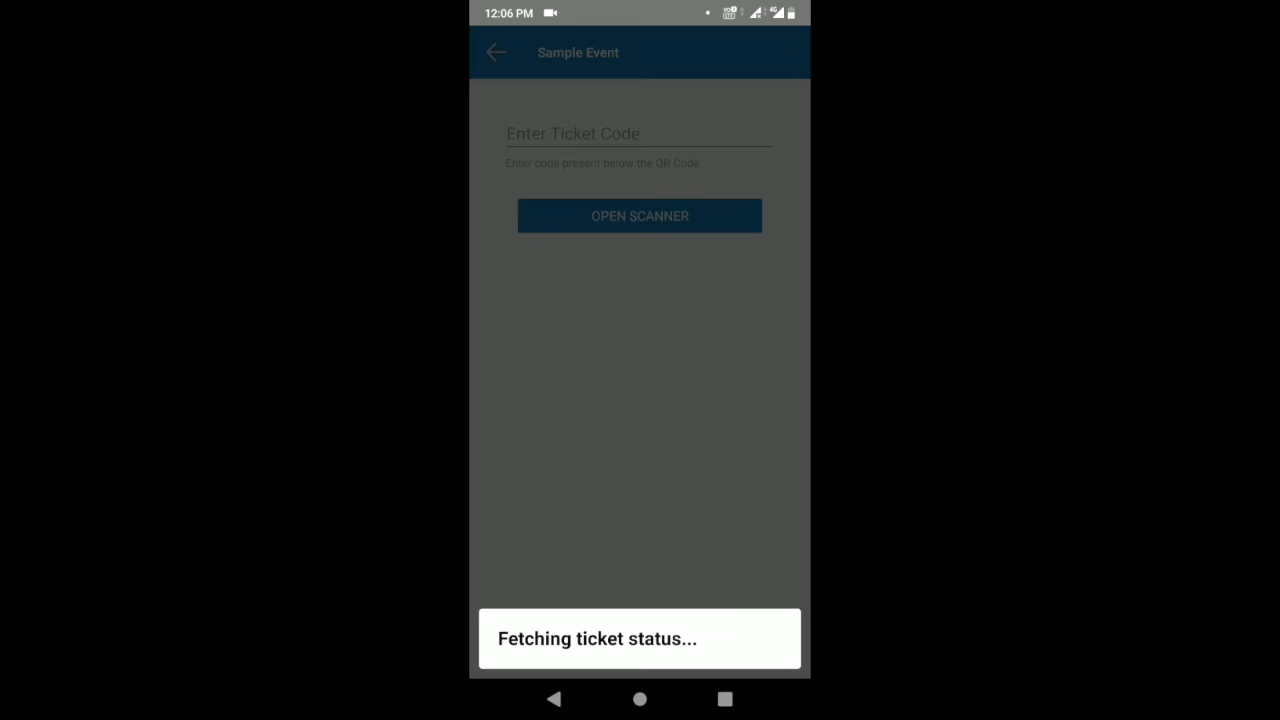 12:06 PM
4G
Sample Event
Enter Ticket Code
Enter code present below the QR Code
OPEN SCANNER
Fetching ticket status...